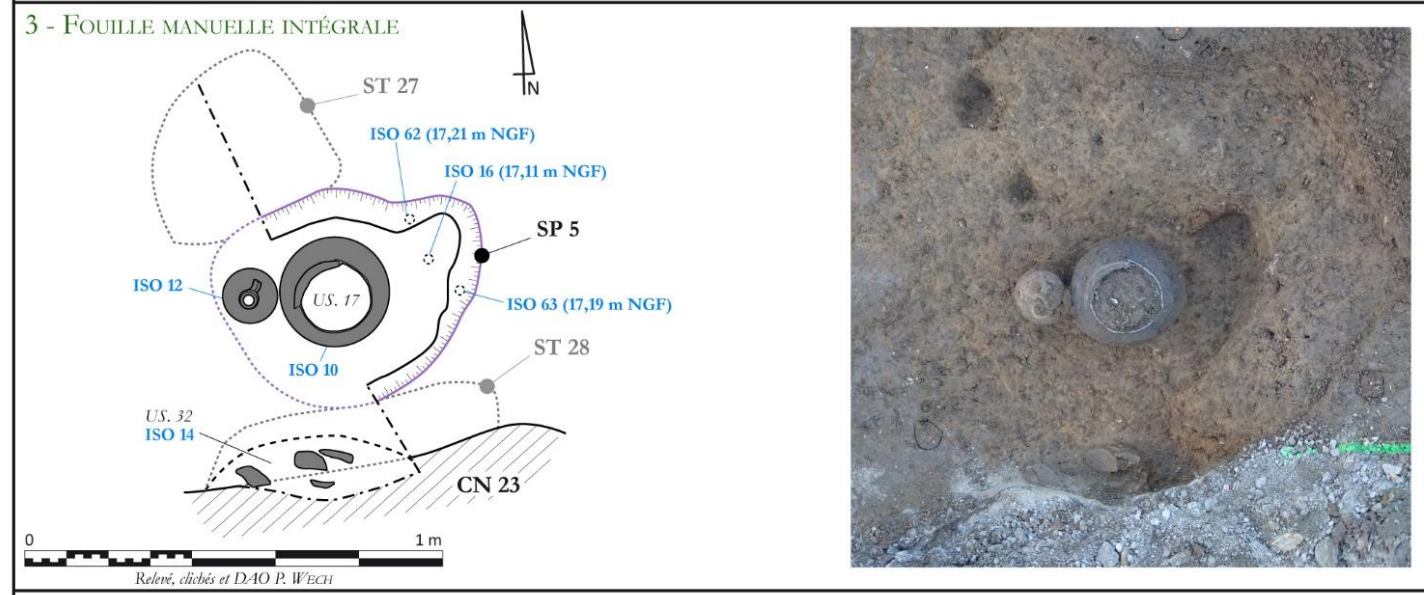 3 - FOUILLE MANUELLE INTÉGRALE
N
ST 27
ISO 62 (17,21 m NGF)
ISO 16 (17,11 m NGF)
SP 5
ISO 12
US. 17
ISO 63 (17,19 m NGF)
ST 28
ISO 10
US. 32
ISO 14
CN 23
0 1 m
Relevé, clichés et DAO P. WECH